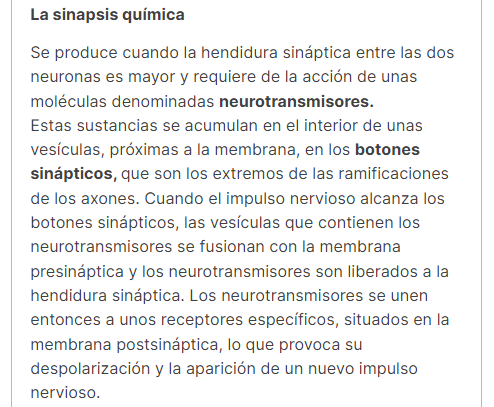 La sinapsis química
Se produce cuando la hendidura sináptica entre las dos
neuronas es mayor y requiere de la acción de unas
moléculas denominadas neurotransmisores.
Estas sustancias se acumulan en el interior de unas
vesículas, próximas a la membrana, en los botones
sinápticos, que son los extremos de las ramificaciones
de los axones. Cuando el impulso nervioso alcanza los
botones sinápticos, las vesículas que contienen los
neurotransmisores se fusionan con la membrana
presináptica y los neurotransmisores son liberados a la
hendidura sináptica. Los neurotransmisores se unen
entonces a unos receptores específicos, situados en la
membrana postsináptica, lo que provoca su
despolarización y la aparición de un nuevo impulso
nervioso.